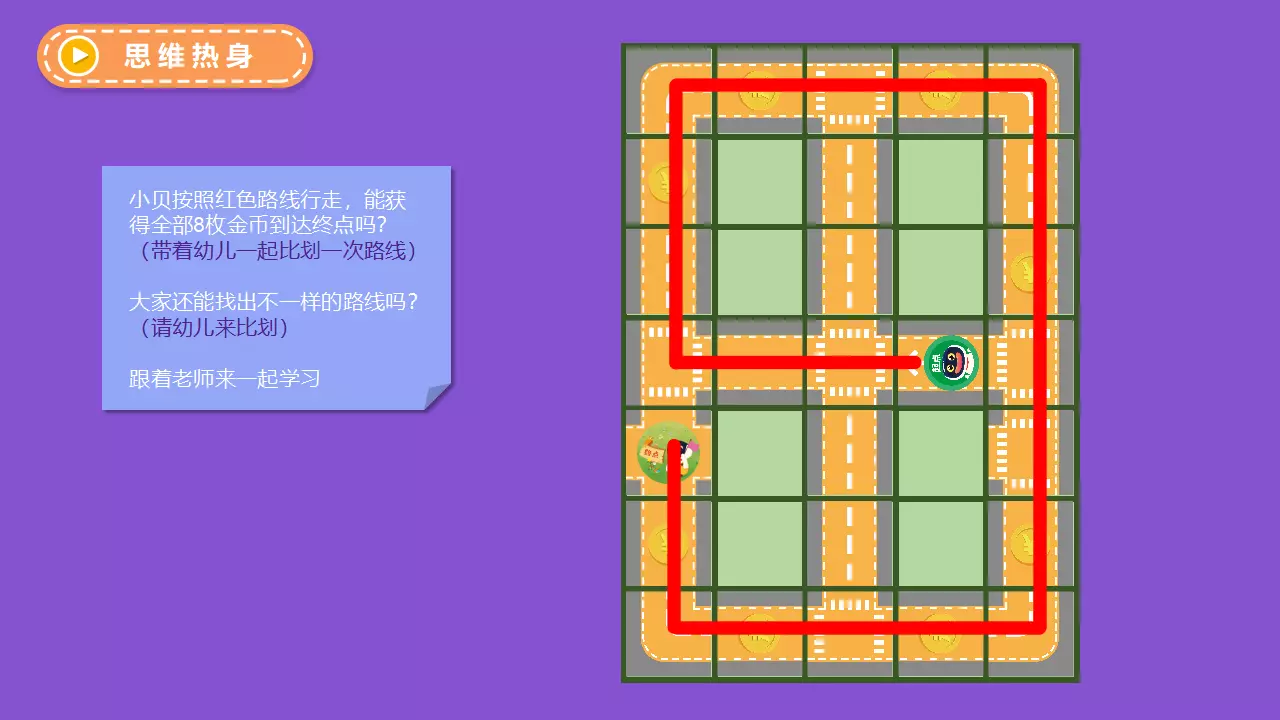 思维热身
小贝按照红色路线行走，能获
得全部8枚金币到达终点吗？
（带着幼儿一起比划一次路线）
大家还能找出不一样的路线吗？
（请幼儿来比划）
跟着老师来一起学习